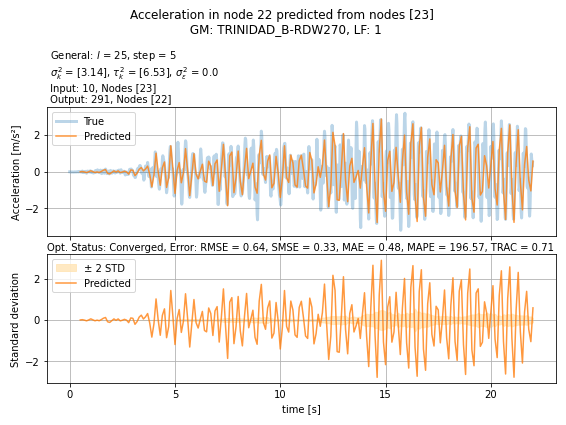 Acceleration in node 22 predicted from nodes [23]
GM: TRINIDAD_B-RDW270, LF: 1
General: l = 25, step = 5
σ²ₖ = [3.14], τ²ₖ = [6.53], σ²ε = 0.0
Input: 10, Nodes [23]
Output: 291, Nodes [22]
True
Predicted
Acceleration [m/s²]
2
0
−2
Opt. Status: Converged, Error: RMSE = 0.64, SMSE = 0.33, MAE = 0.48, MAPE = 196.57, TRAC = 0.71
± 2 STD
Predicted
Standard deviation
2
0
−2
0 5 10 15 20
time [s]